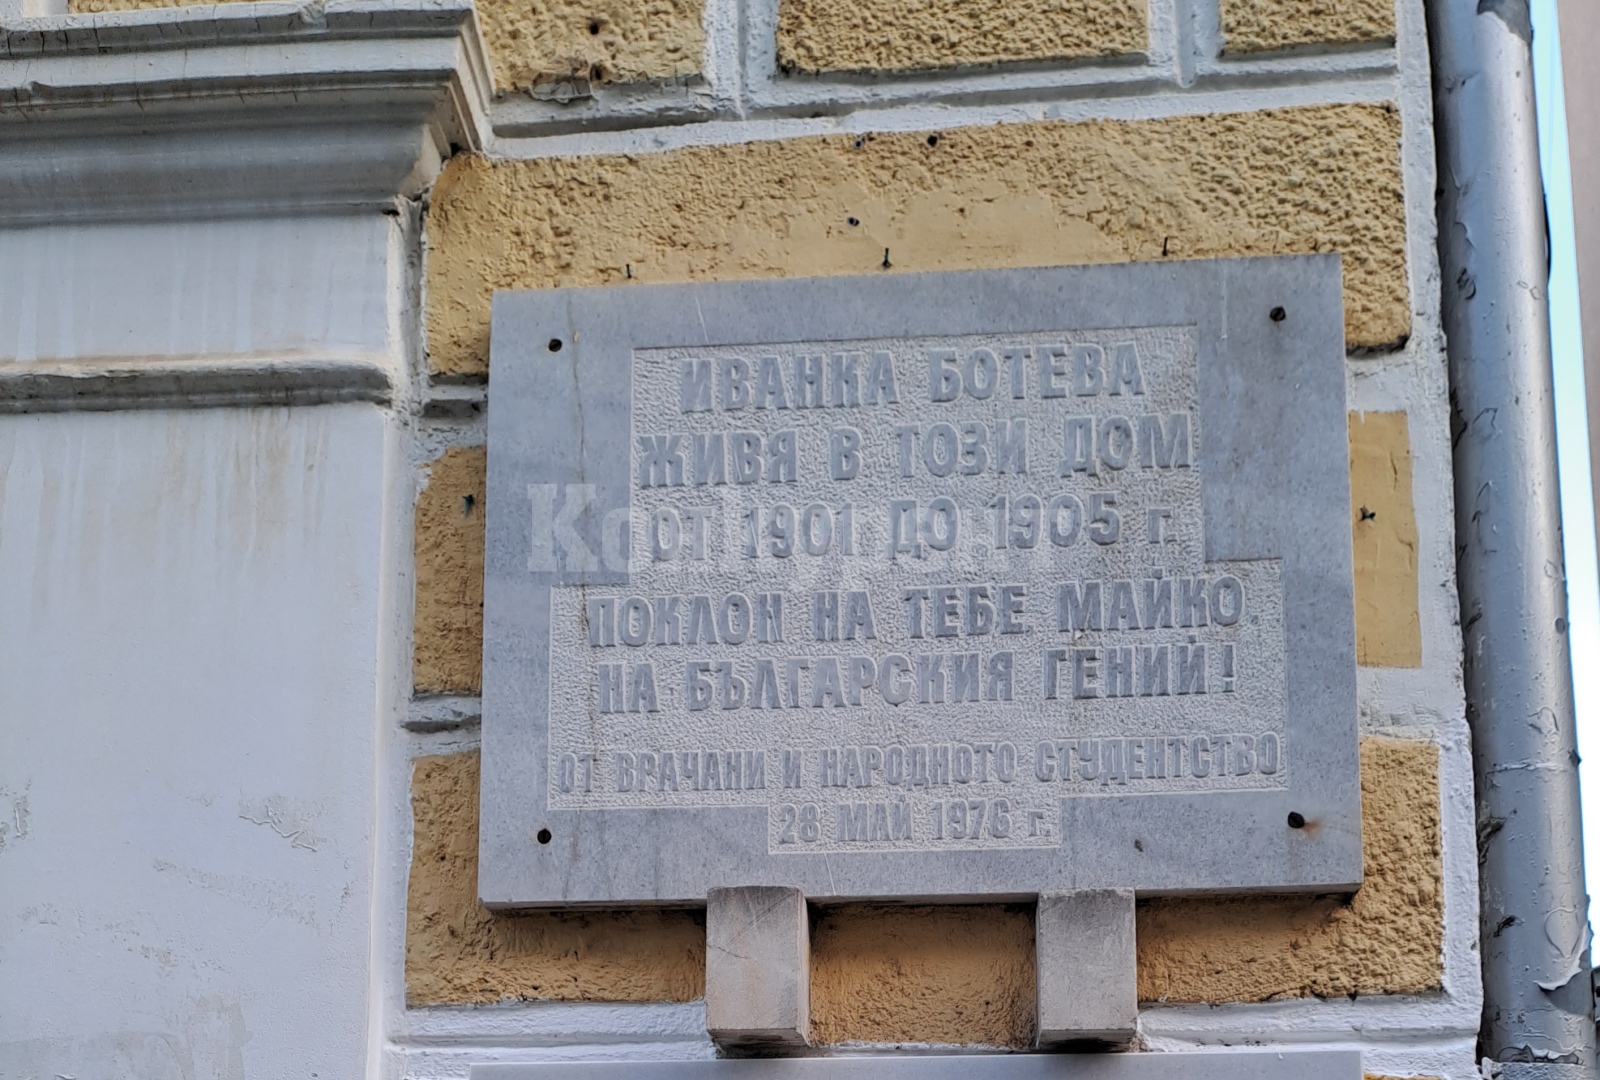 ИВАНКА БОТЕВА
ЖИВЯ В ТОЗИ ДОМ
ОТ 1901 ДО 1905 г.
ПОКЛОН НА ТЕБЕ, МАЙКО
НА БЪЛГАРСКИЯ ГЕНИЙ!
ОТ ВРАЧАНИ И НАРОДНОТО СТУДЕНТСТВО
28 МАЙ 1976 г.